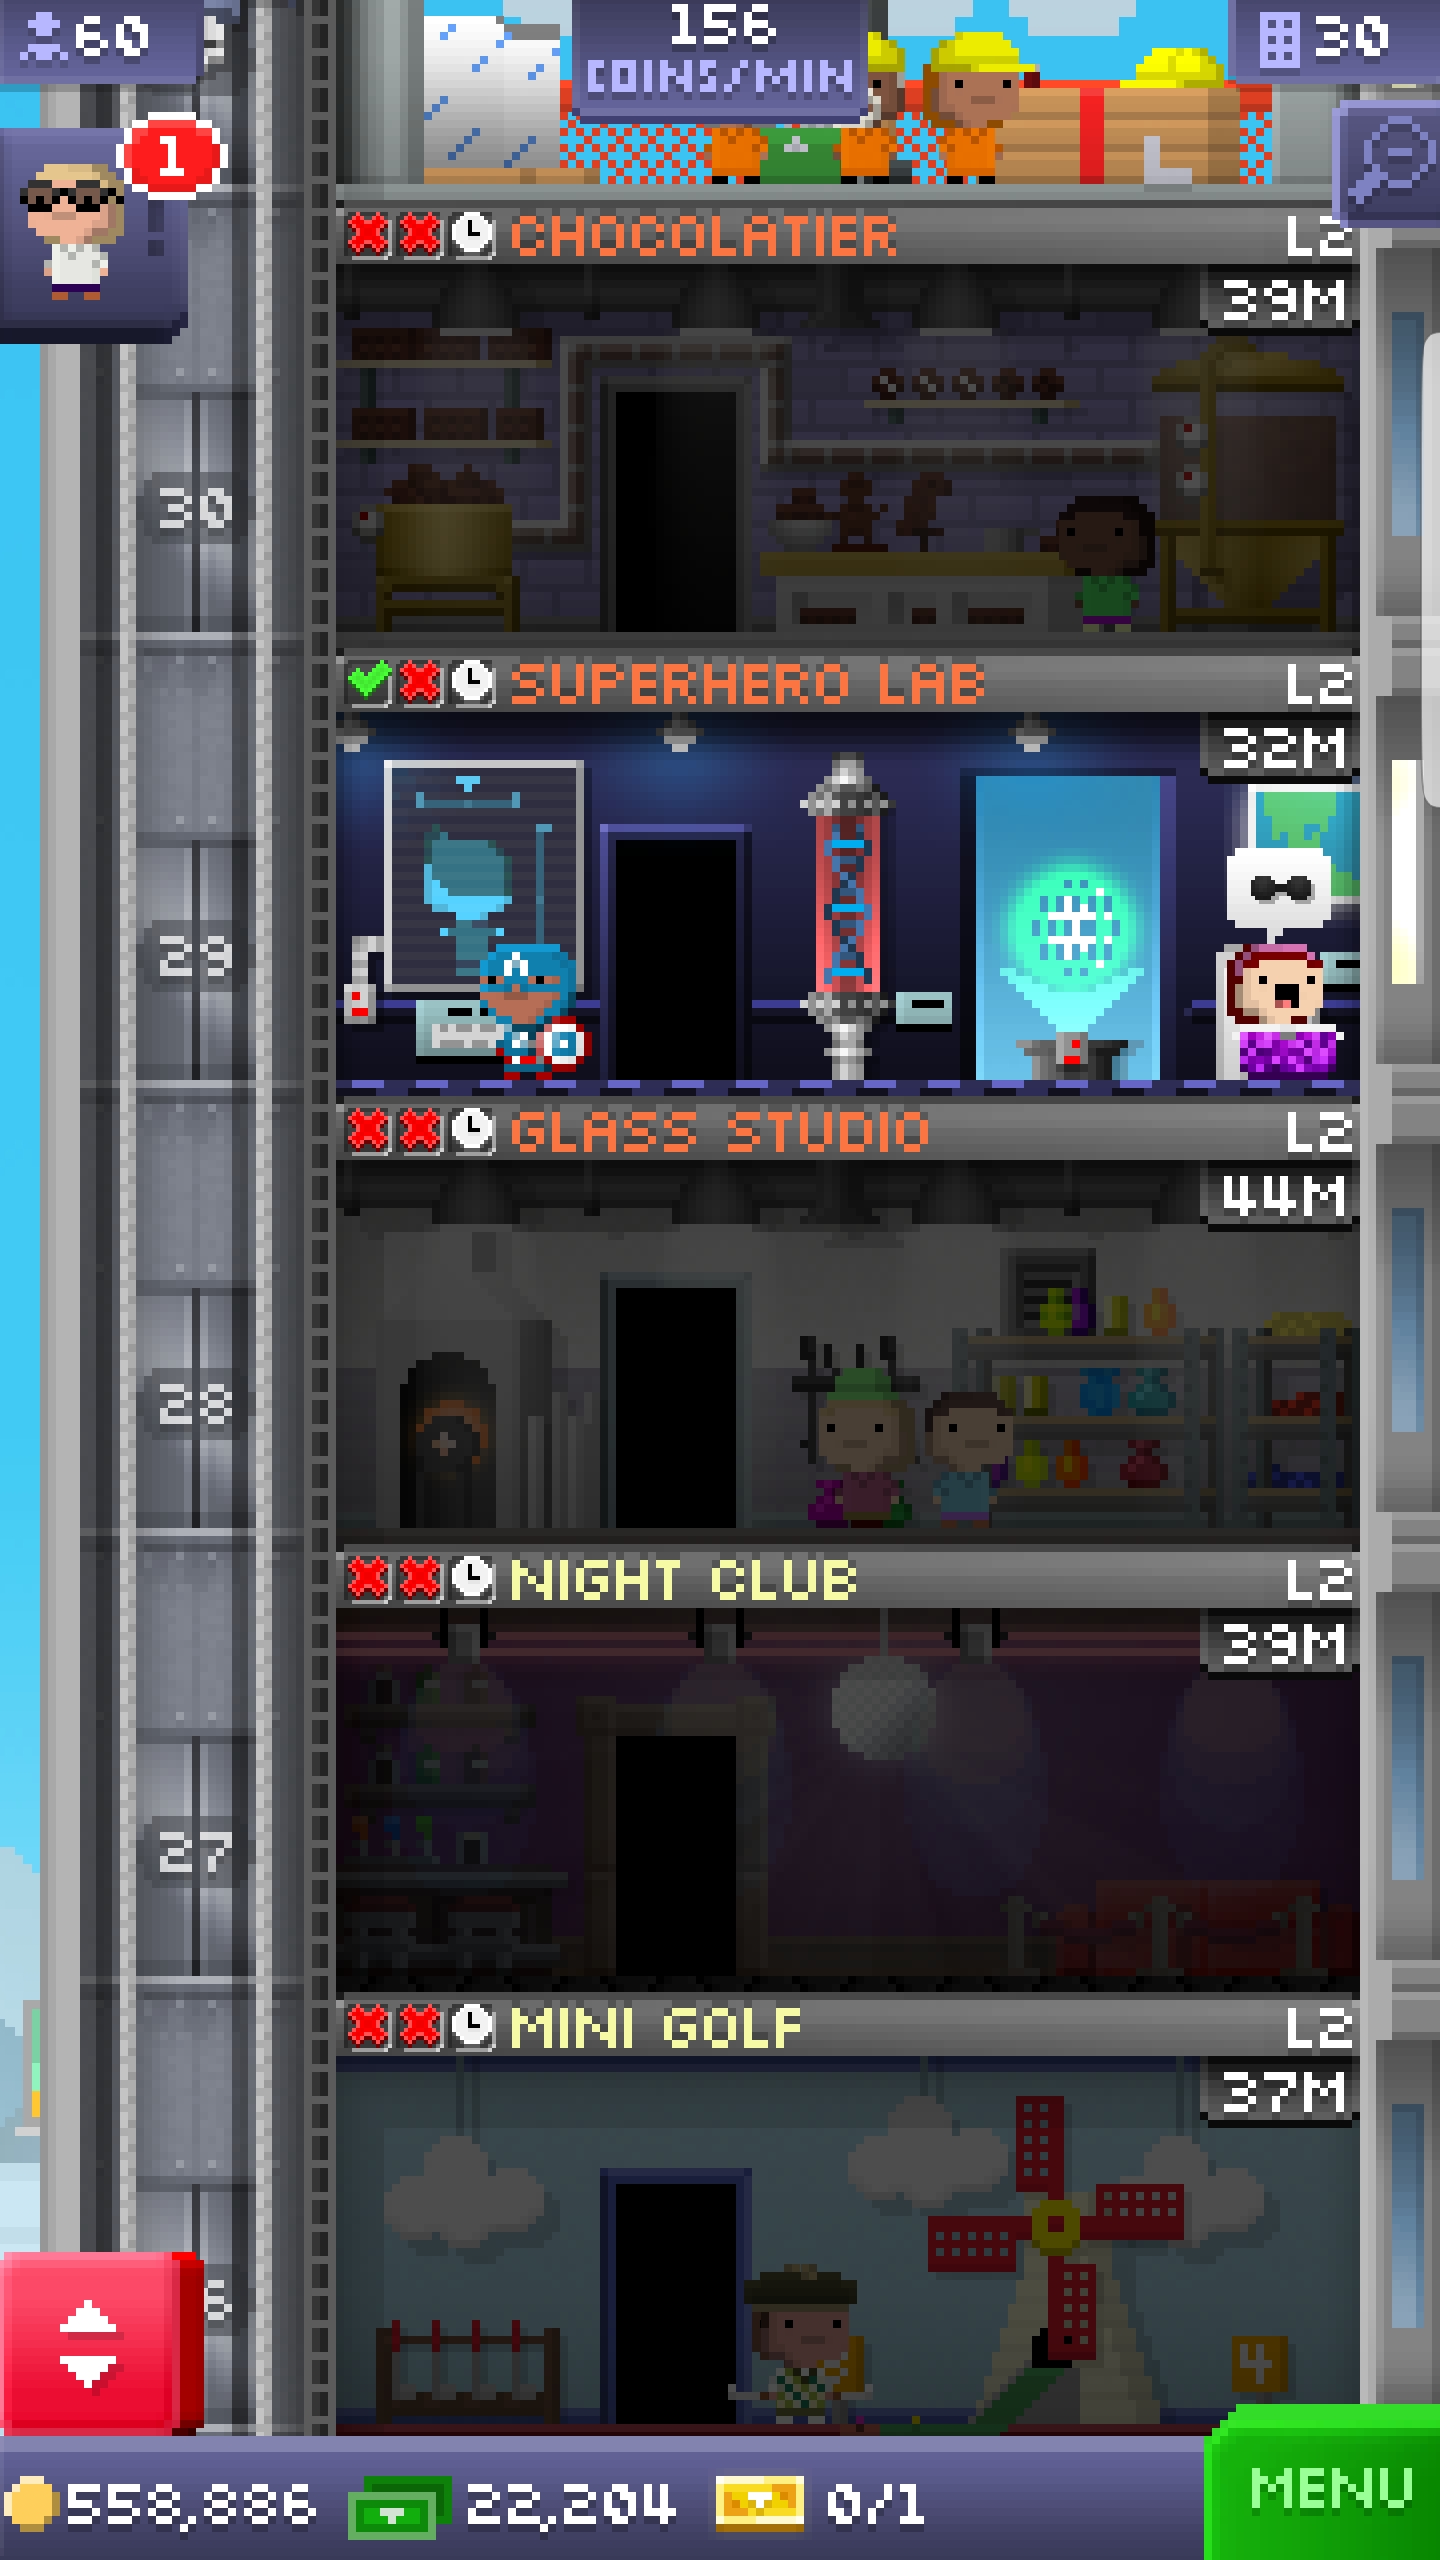 60
156
COINS/MIN
30
1
CHOCOLATIER L2
39M
30
SUPERHERO LAB L2
32M
29
GLASS STUDIO L2
44M
28
NIGHT CLUB L2
39M
27
MINI GOLF L2
37M
4
558,886 22,204 0/1
MENU